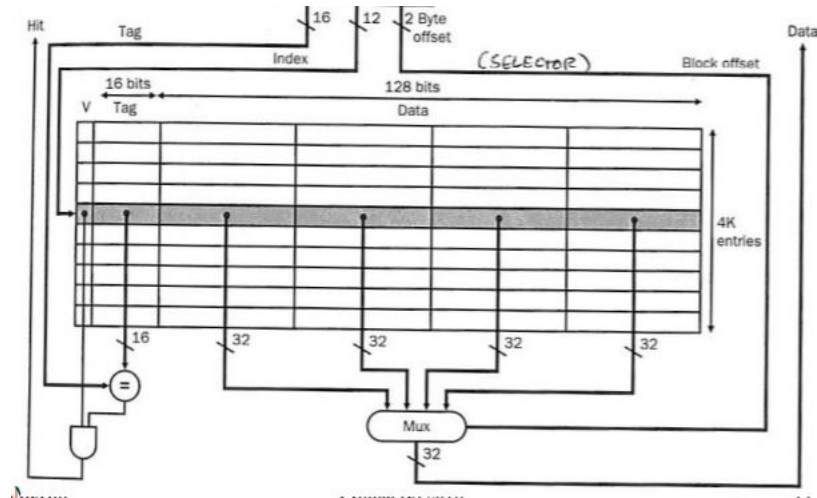 Hit
16
12
2 Byte
offset
Data
Tag
Index
(SELECTOR)
Block offset
16 bits
128 bits
V
Tag
Data
4K
entries
16
32
32
32
32
=
Mux
32